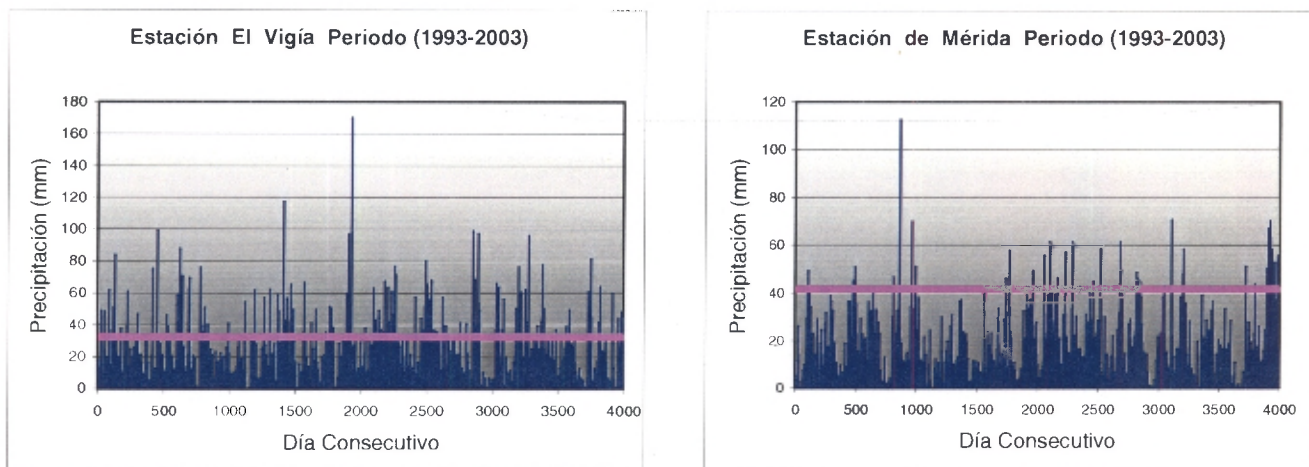 Estación El Vigía Periodo (1993-2003)
Precipitación (mm)
180
160
140
120
100
80
60
40
20
0
0 500 1000 1500 2000 2500 3000 3500 4000
Día Consecutivo
Estación de Mérida Periodo (1993-2003)
Precipitación (mm)
120
100
80
60
40
20
0
0 500 1000 1500 2000 2500 3000 3500 4000
Día Consecutivo